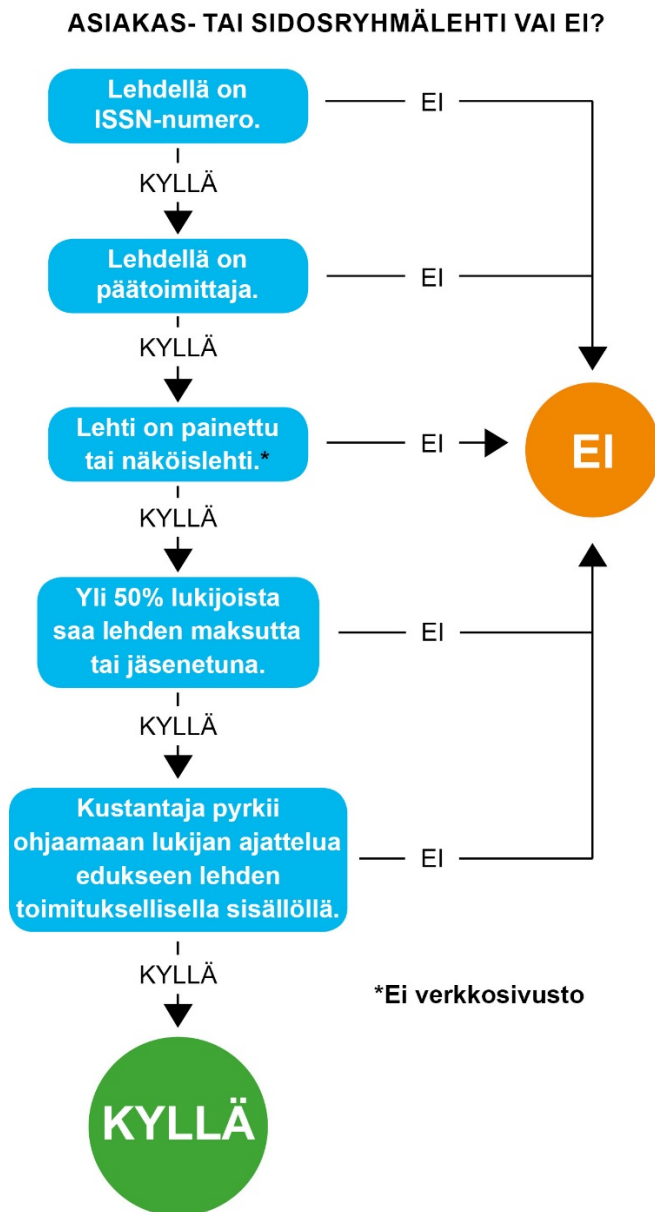 ASIAKAS- TAI SIDOSRYHMÄLEHTI VAI EI?
Lehdellä on
ISSN-numero.
EI
KYLLÄ
Lehdellä on
päätoimittaja.
EI
KYLLÄ
Lehti on painettu
tai näköislehti.*
EI
EI
KYLLÄ
Yli 50% lukijoista
saa lehden maksutta
tai jäsenetuna.
EI
KYLLÄ
Kustantaja pyrkii
ohjaamaan lukijan ajattelua
edukseen lehden
toimituksellisella sisällöllä.
EI
KYLLÄ
*Ei verkkosivusto
KYLLÄ